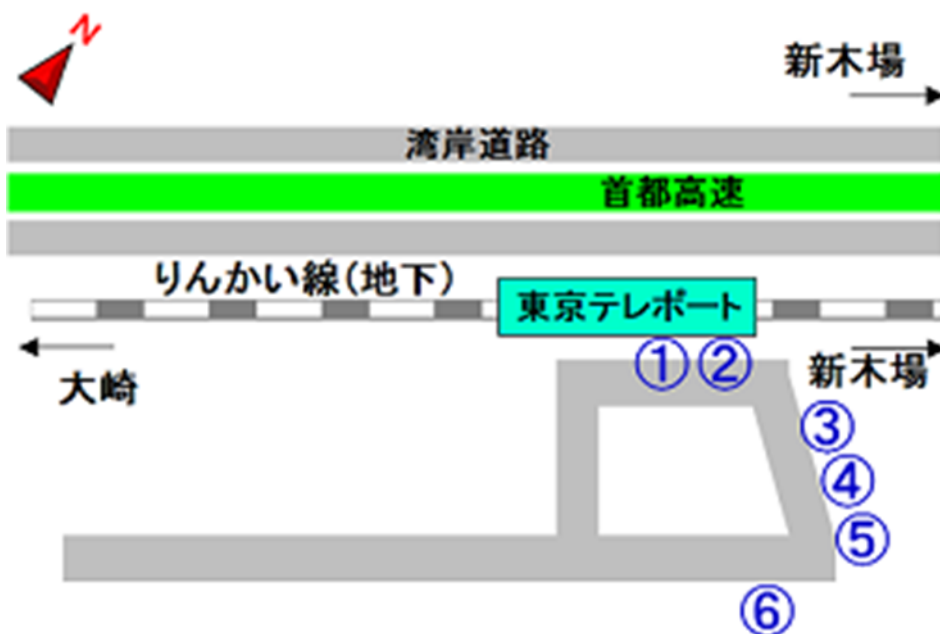 N
新木場
湾岸道路
首都高速
りんかい線(地下)
東京テレポート
大崎
新木場
①
②
③
④
⑤
⑥